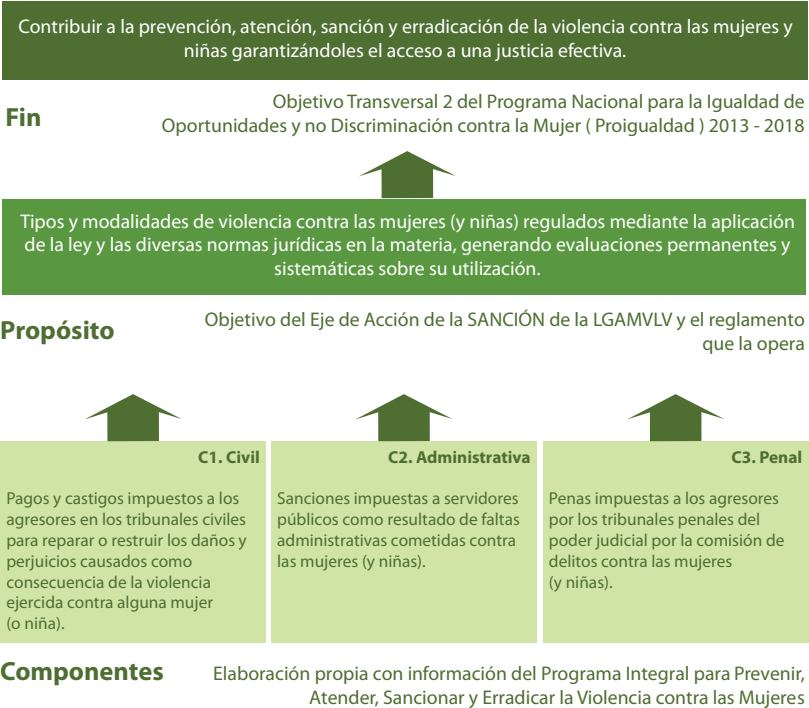 Contribuir a la prevención, atención, sanción y erradicación de la violencia contra las mujeres y
niñas garantizándoles el acceso a una justicia efectiva.
Fin
Objetivo Transversal 2 del Programa Nacional para la Igualdad de
Oportunidades y no Discriminación contra la Mujer ( Proigualdad ) 2013 - 2018
Tipos y modalidades de violencia contra las mujeres (y niñas) regulados mediante la aplicación
de la ley y las diversas normas jurídicas en la materia, generando evaluaciones permanentes y
sistemáticas sobre su utilización.
Propósito
Objetivo del Eje de Acción de la SANCIÓN de la LGAMVLV y el reglamento
que la opera
C1. Civil
Pagos y castigos impuestos a los
agresores en los tribunales civiles
para reparar o restruir los daños y
perjuicios causados como
consecuencia de la violencia
ejercida contra alguna mujer
(o niña).
C2. Administrativa
Sanciones impuestas a servidores
públicos como resultado de faltas
administrativas cometidas contra
las mujeres (y niñas).
C3. Penal
Penas impuestas a los agresores
por los tribunales penales del
poder judicial por la comisión de
delitos contra las mujeres
(y niñas).
Componentes
Elaboración propia con información del Programa Integral para Prevenir,
Atender, Sancionar y Erradicar la Violencia contra las Mujeres